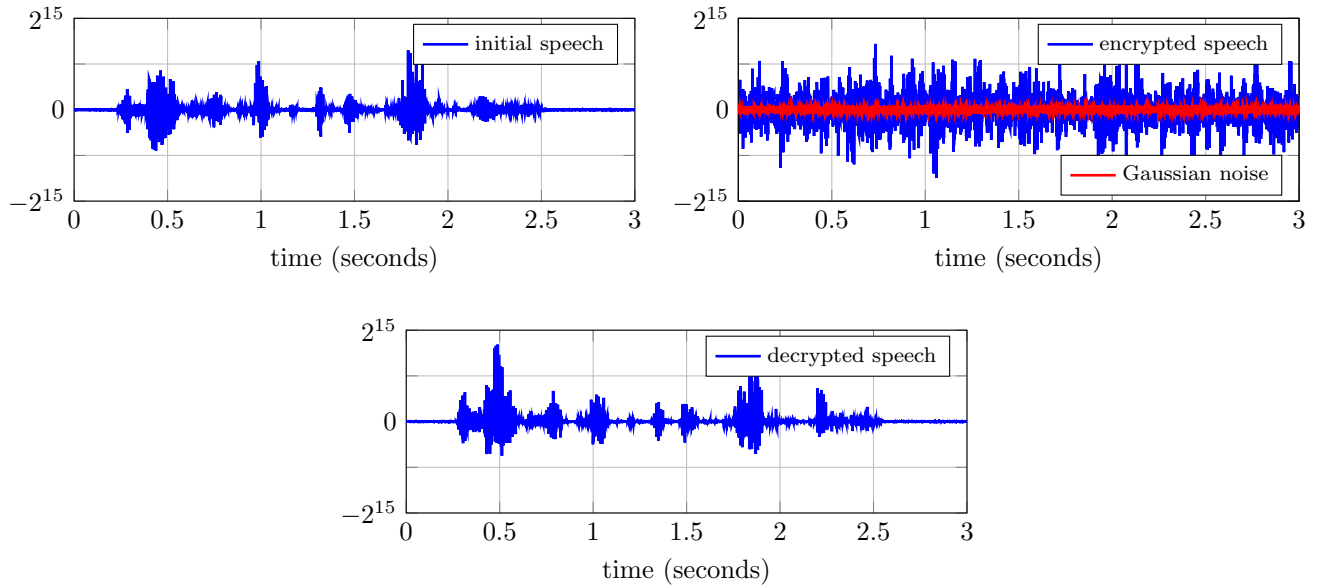 2^15
initial speech
0
−2^15
0 0.5 1 1.5 2 2.5 3
time (seconds)
2^15
encrypted speech
0
Gaussian noise
−2^15
0 0.5 1 1.5 2 2.5 3
time (seconds)
2^15
decrypted speech
0
−2^15
0 0.5 1 1.5 2 2.5 3
time (seconds)